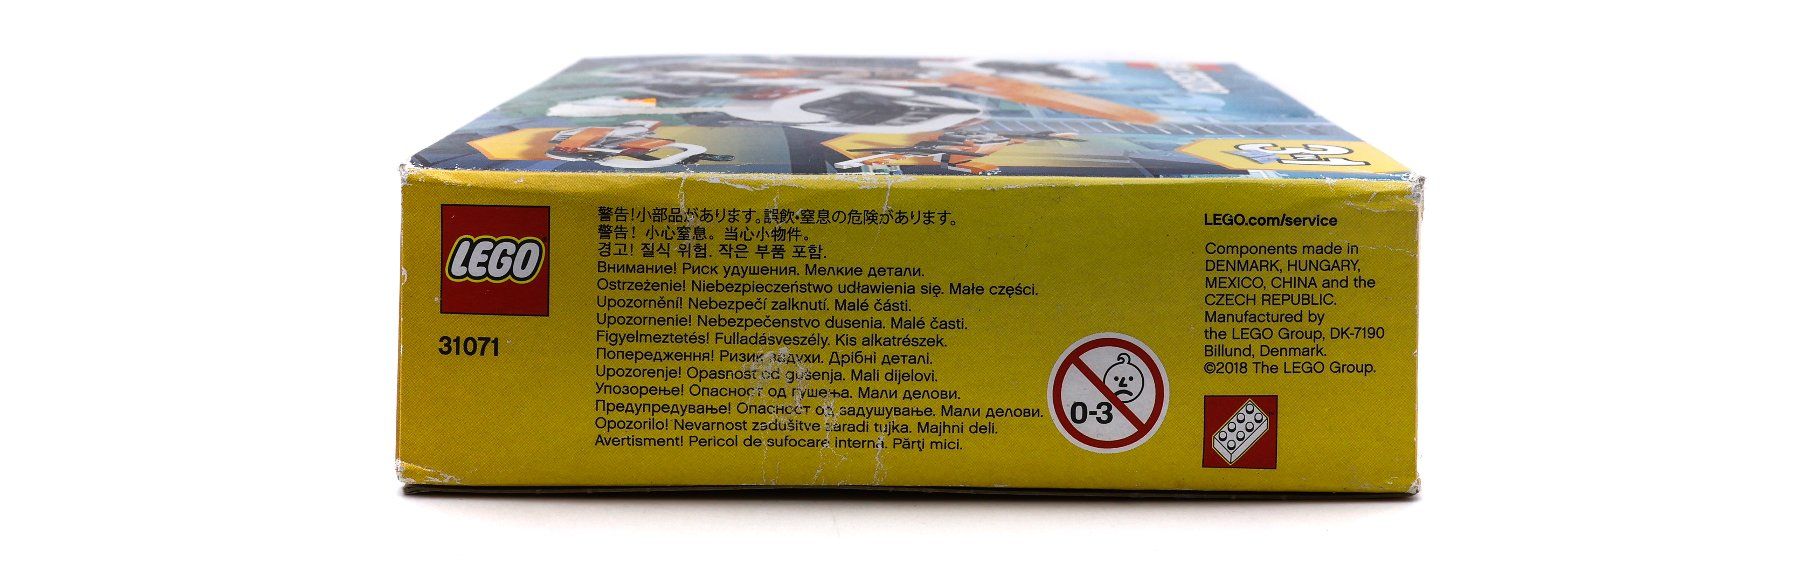 LEGO
31071
警告!小部品があります。誤飲・窒息の危険があります。
警告! 小心窒息。当心小物件。
경고! 질식 위험. 작은 부품 포함.
Внимание! Риск удушения. Мелкие детали.
Ostrzeżenie! Niebezpieczeństwo udławienia się. Małe części.
Upozornění! Nebezpečí zalknutí. Malé části.
Upozornenie! Nebezpečenstvo dusenia. Malé časti.
Figyelmeztetés! Fulladásveszély. Kis alkatrészek.
Попередження! Ризик задухи. Дрібні деталі.
Upozorenje! Opasnost od gušenja. Mali dijelovi.
Упозорење! Опасност од гушења. Мали делови.
Предупредување! Опасност од задушување. Мали делови.
Opozorilo! Nevarnost zadušitve zaradi tujka. Majhni deli.
Avertisment! Pericol de sufocare internă. Părţi mici.
0-3
LEGO.com/service
Components made in
DENMARK, HUNGARY,
MEXICO, CHINA and the
CZECH REPUBLIC.
Manufactured by
the LEGO Group, DK-7190
Billund, Denmark.
©2018 The LEGO Group.